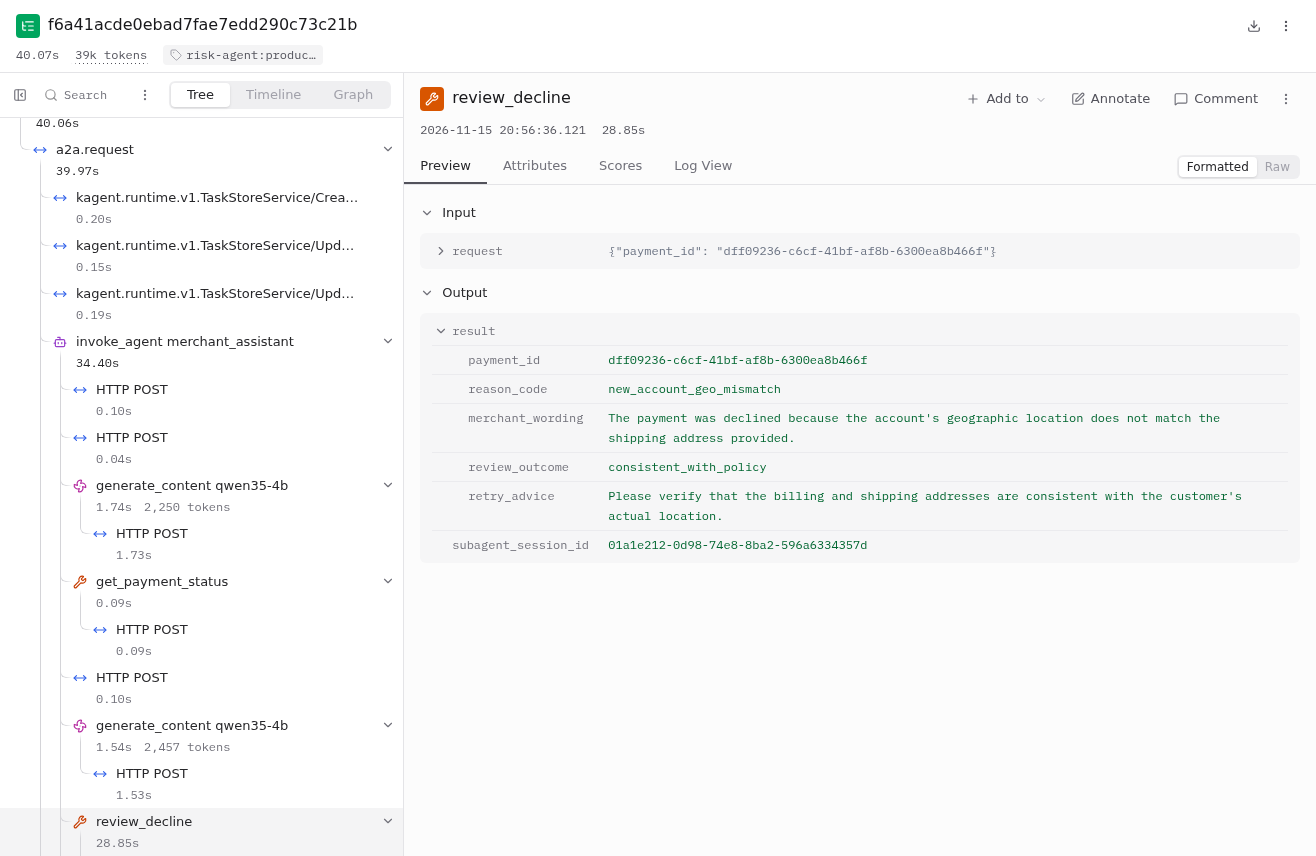 f6a41acde0ebad7fae7edd290c73c21b
40.07s 39k tokens risk-agent:produc…
Search Tree Timeline Graph
40.06s
a2a.request
39.97s
kagent.runtime.v1.TaskStoreService/Crea…
0.20s
kagent.runtime.v1.TaskStoreService/Upd…
0.15s
kagent.runtime.v1.TaskStoreService/Upd…
0.19s
invoke_agent merchant_assistant
34.40s
HTTP POST
0.10s
HTTP POST
0.04s
generate_content qwen35-4b
1.74s 2,250 tokens
HTTP POST
1.73s
get_payment_status
0.09s
HTTP POST
0.09s
HTTP POST
0.10s
generate_content qwen35-4b
1.54s 2,457 tokens
HTTP POST
1.53s
review_decline
28.85s
review_decline Add to Annotate Comment
2026-11-15 20:56:36.121 28.85s
Preview Attributes Scores Log View Formatted Raw
Input
request {"payment_id": "dff09236-c6cf-41bf-af8b-6300ea8b466f"}
Output
result
payment_id dff09236-c6cf-41bf-af8b-6300ea8b466f
reason_code new_account_geo_mismatch
merchant_wording The payment was declined because the account's geographic location does not match the
shipping address provided.
review_outcome consistent_with_policy
retry_advice Please verify that the billing and shipping addresses are consistent with the customer's
actual location.
subagent_session_id 01a1e212-0d98-74e8-8ba2-596a6334357d